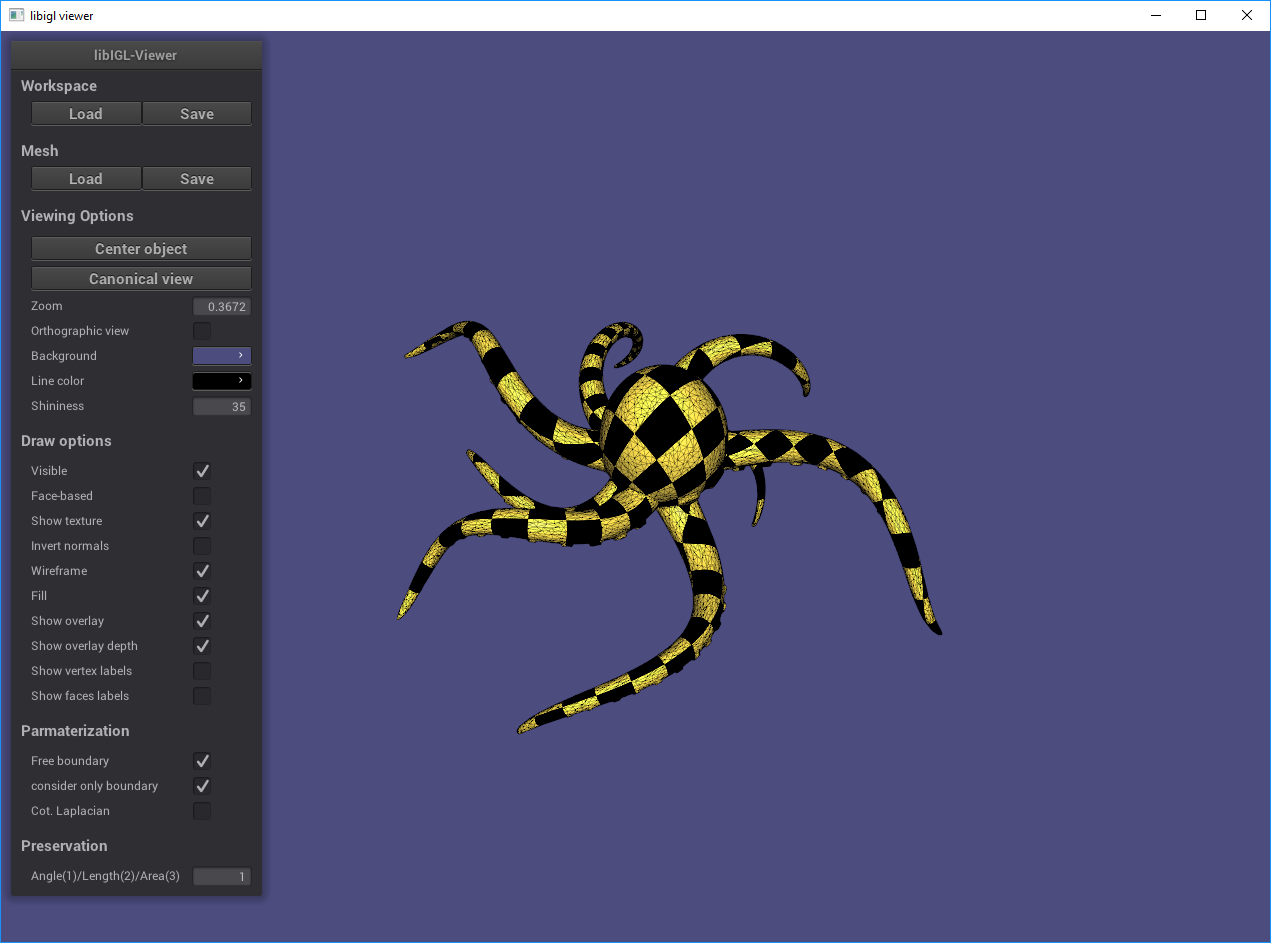 libigl viewer
libIGL-Viewer
Workspace
Load Save
Mesh
Load Save
Viewing Options
Center object
Canonical view
Zoom 0.3672
Orthographic view
Background
Line color
Shininess 35
Draw options
Visible
Face-based
Show texture
Invert normals
Wireframe
Fill
Show overlay
Show overlay depth
Show vertex labels
Show faces labels
Parmaterization
Free boundary
consider only boundary
Cot. Laplacian
Preservation
Angle(1)/Length(2)/Area(3) 1